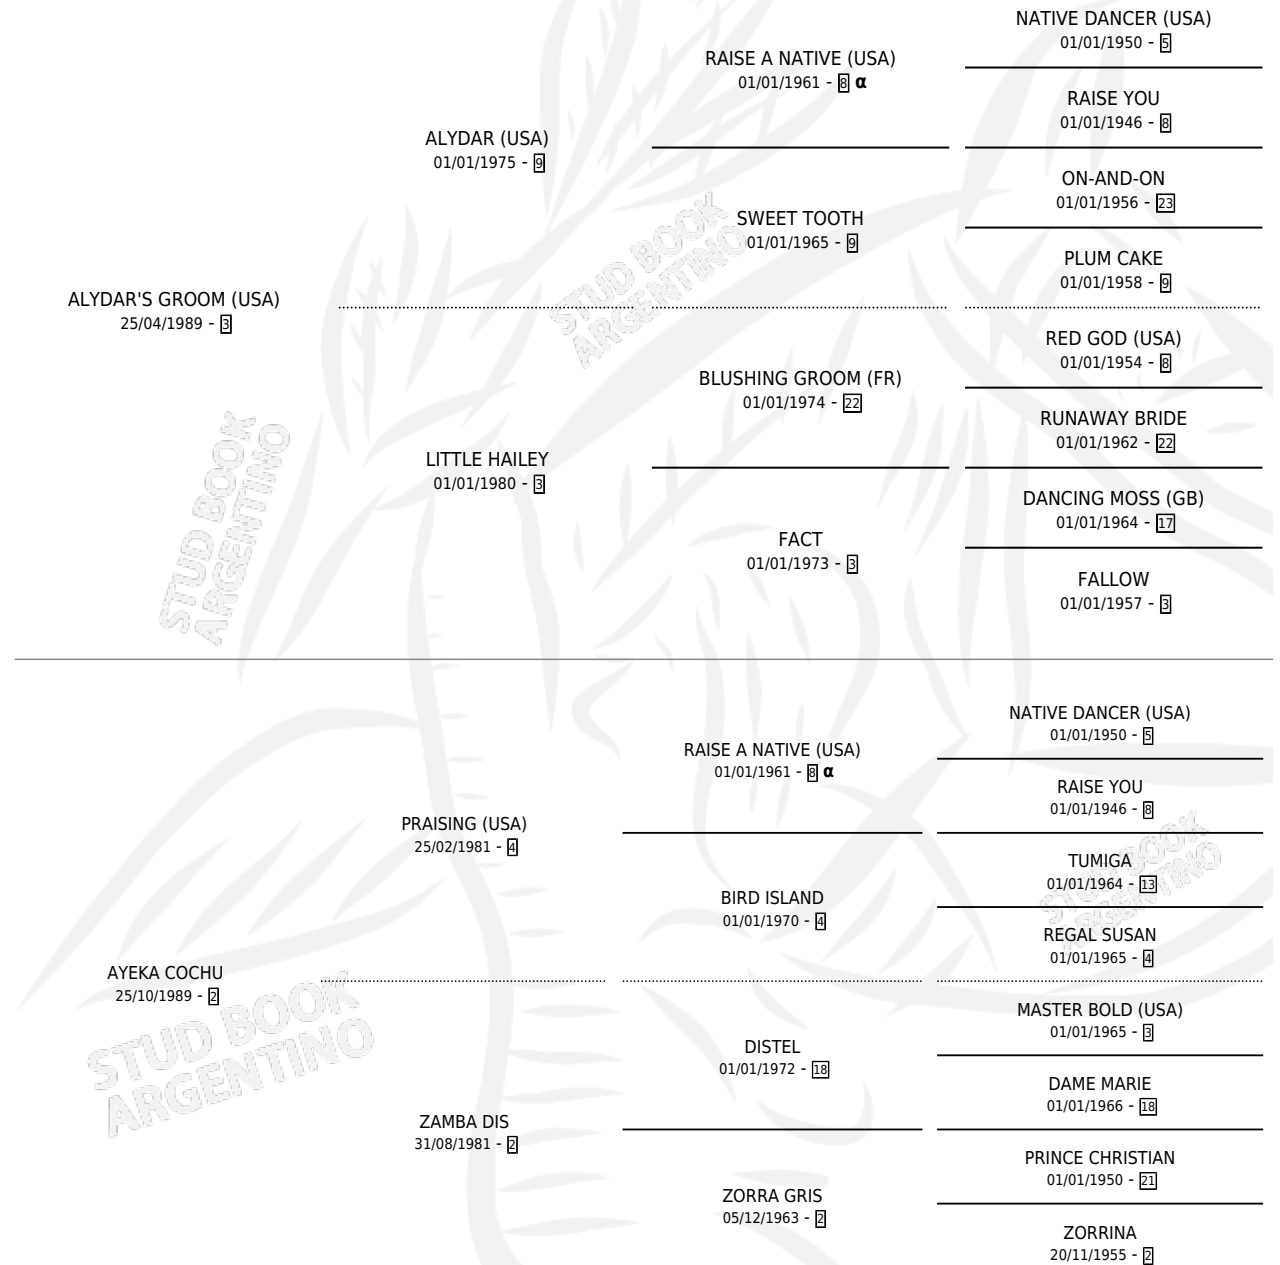 NATIVE DANCER (USA)
01/01/1950 - 5
RAISE A NATIVE (USA)
01/01/1961 - 8 α
RAISE YOU
01/01/1946 - 8
ALYDAR (USA)
01/01/1975 - 9
ON-AND-ON
01/01/1956 - 23
SWEET TOOTH
01/01/1965 - 9
PLUM CAKE
01/01/1958 - 9
ALYDAR'S GROOM (USA)
25/04/1989 - 3
RED GOD (USA)
01/01/1954 - 8
BLUSHING GROOM (FR)
01/01/1974 - 22
RUNAWAY BRIDE
01/01/1962 - 22
LITTLE HAILEY
01/01/1980 - 3
DANCING MOSS (GB)
01/01/1964 - 17
FACT
01/01/1973 - 3
FALLOW
01/01/1957 - 3
STUD BOOK
ARGENTINO
STUD BOOK
ARGENTINO
NATIVE DANCER (USA)
01/01/1950 - 5
RAISE A NATIVE (USA)
01/01/1961 - 8 α
RAISE YOU
01/01/1946 - 8
PRAISING (USA)
25/02/1981 - 4
TUMIGA
01/01/1964 - 13
BIRD ISLAND
01/01/1970 - 4
REGAL SUSAN
01/01/1965 - 4
AYEKA COCHU
25/10/1989 - 2
MASTER BOLD (USA)
01/01/1965 - 3
DISTEL
01/01/1972 - 18
DAME MARIE
01/01/1966 - 18
ZAMBA DIS
31/08/1981 - 2
PRINCE CHRISTIAN
01/01/1950 - 21
ZORRA GRIS
05/12/1963 - 2
ZORRINA
20/11/1955 - 2
STUD BOOK
ARGENTINO
STUD BOOK
ARGENTINO